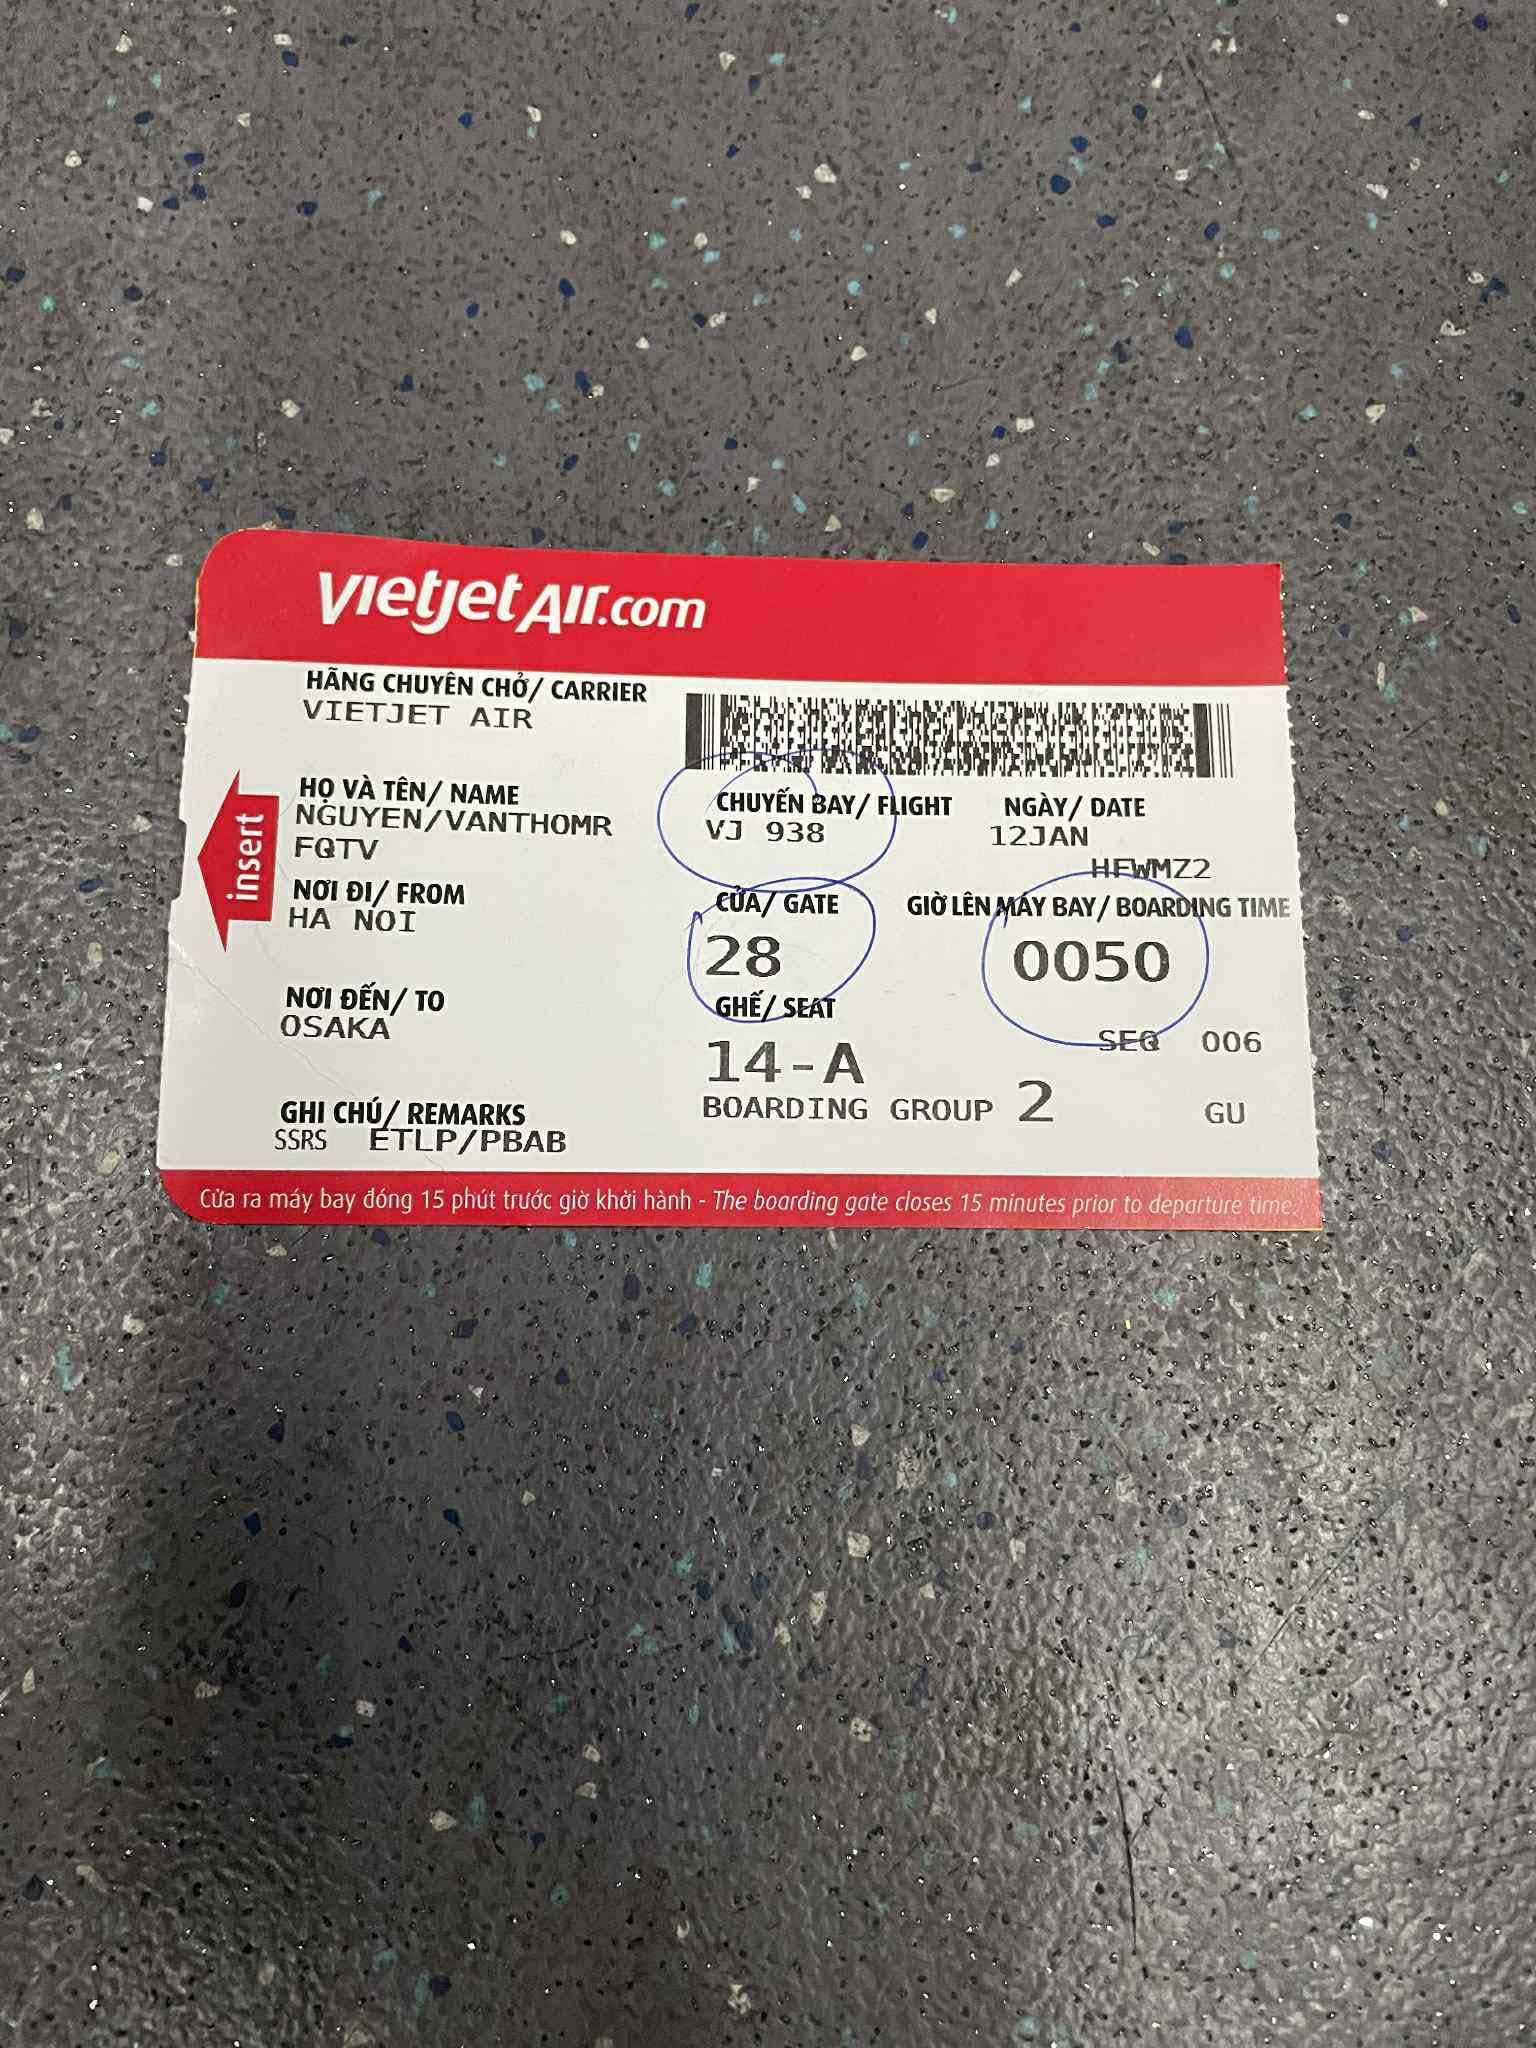 vietjetAir.com
HÃNG CHUYÊN CHỞ/ CARRIER
VIETJET AIR
HỌ VÀ TÊN/ NAME
NGUYEN/VANTHOMR
FQTV
CHUYẾN BAY/ FLIGHT
VJ 938
NGÀY/ DATE
12JAN
HFWMZ2
insert
NƠI ĐI/ FROM
HA NOI
CỬA/ GATE
28
GIỜ LÊN MÁY BAY/ BOARDING TIME
0050
NƠI ĐẾN/ TO
OSAKA
GHẾ/ SEAT
14-A
SEQ 006
BOARDING GROUP 2
GU
GHI CHÚ/ REMARKS
SSRS ETLP/PBAB
Cửa ra máy bay đóng 15 phút trước giờ khởi hành - The boarding gate closes 15 minutes prior to departure time.